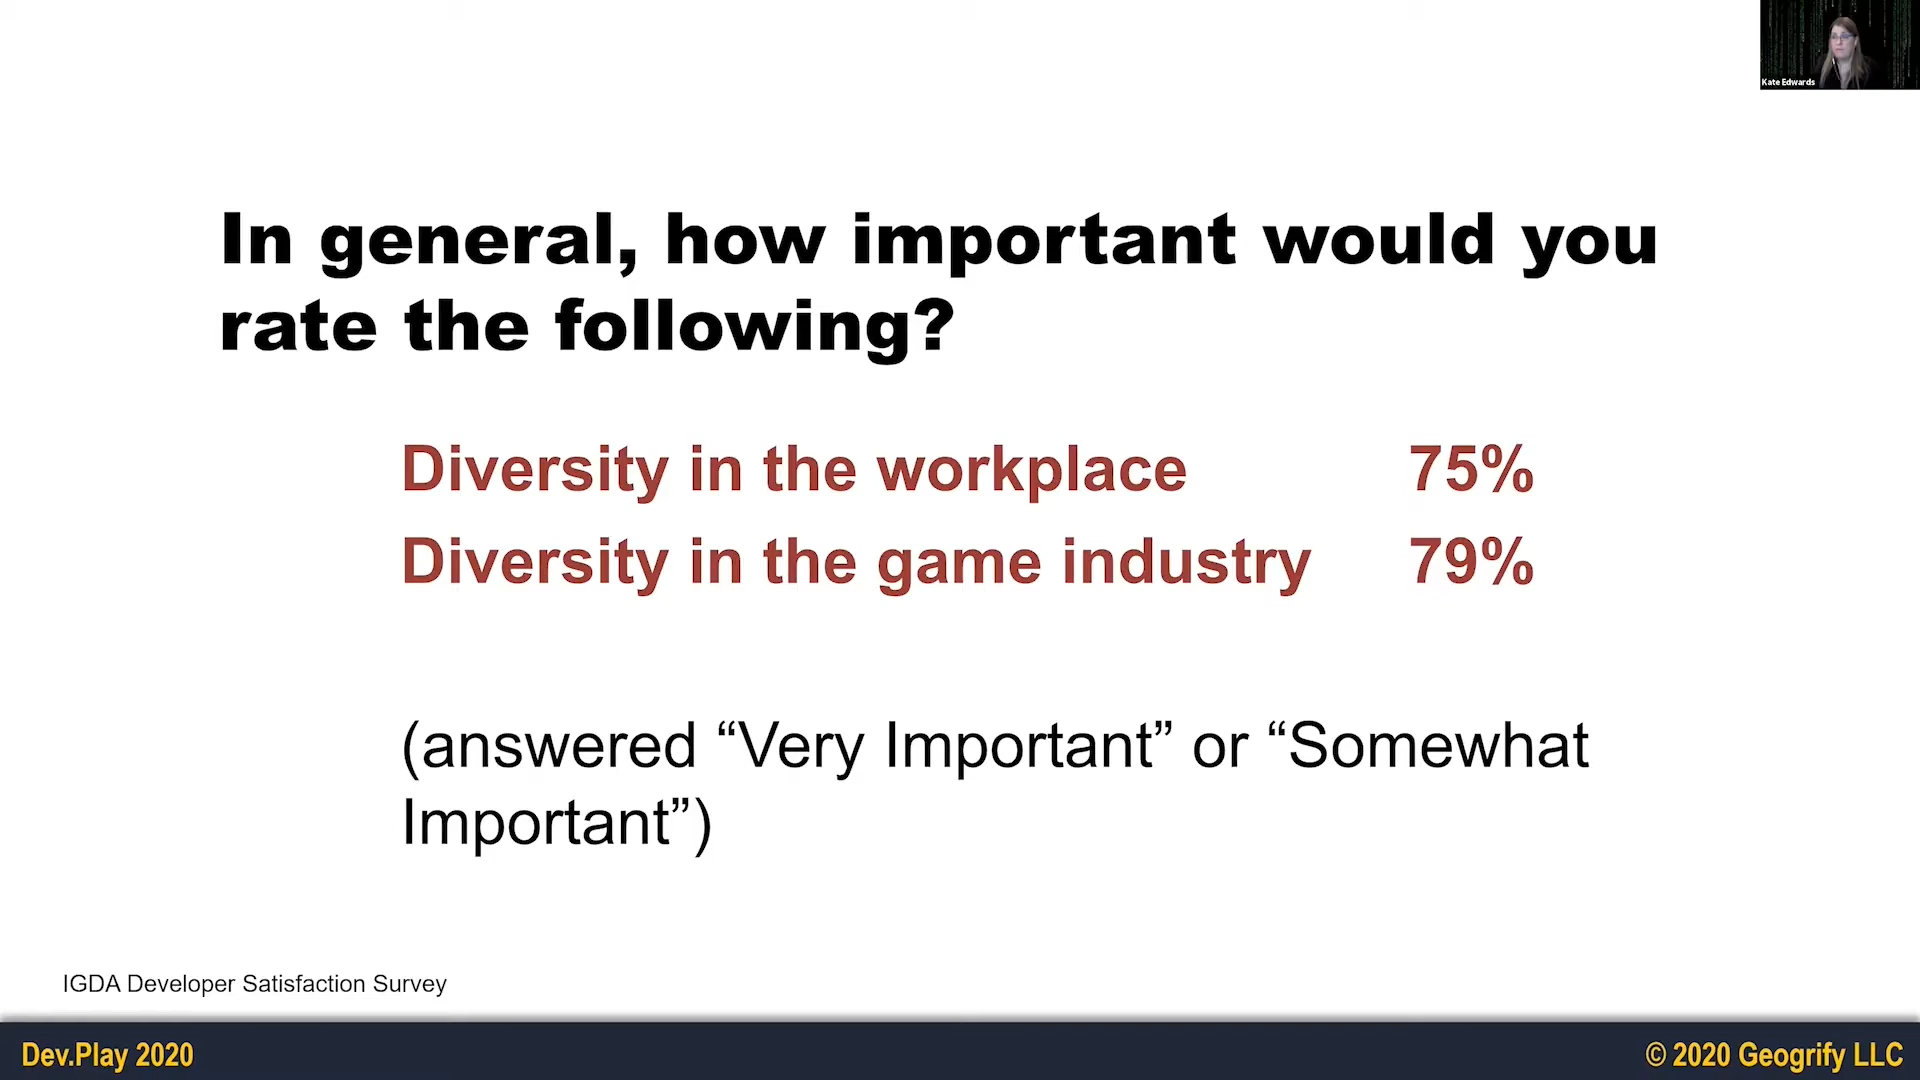 Kate Edwards
In general, how important would you
rate the following?
Diversity in the workplace 75%
Diversity in the game industry 79%
(answered “Very Important” or “Somewhat
Important”)
IGDA Developer Satisfaction Survey
Dev.Play 2020
© 2020 Geogrify LLC